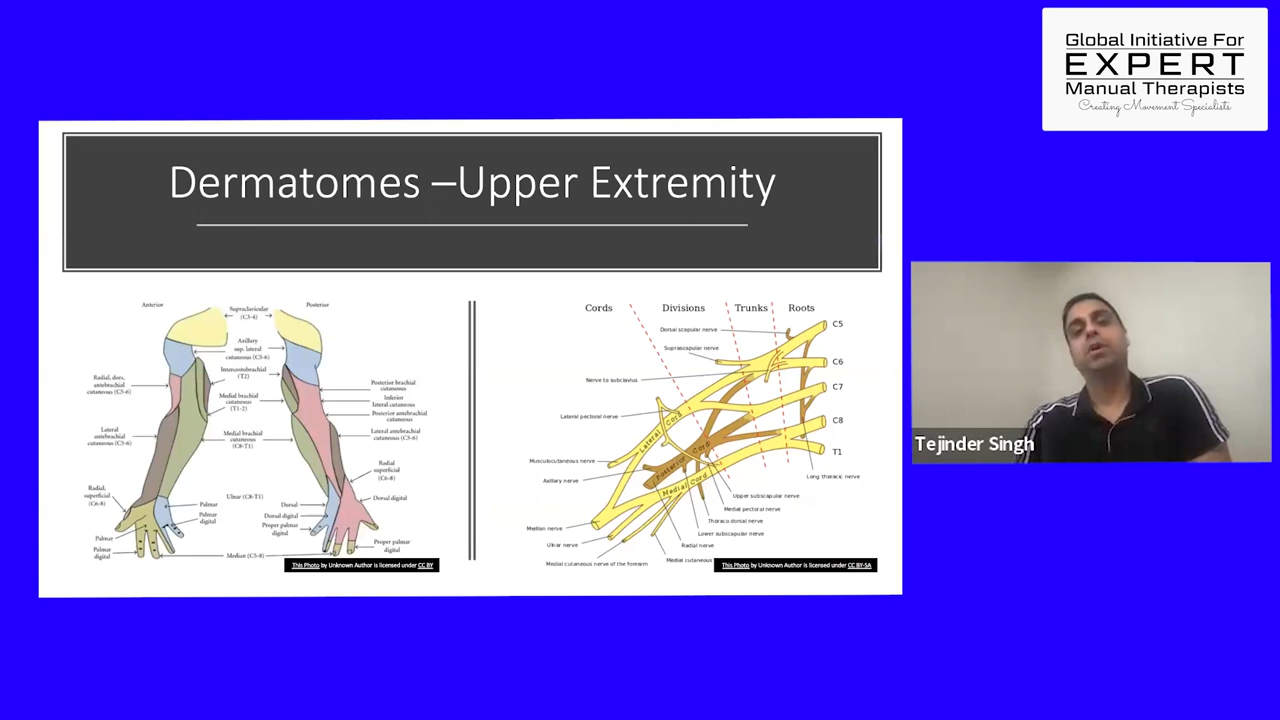 Global Initiative For
EXPERT
Manual Therapists
Creating Movement Specialists
Dermatomes –Upper Extremity
Anterior
Supraclavicular
(C3-4)
Posterior
Axillary
sup. lateral
cutaneous (C5-6)
Intercostobrachial
(T2)
Radial, dors,
antebrachial
cutaneous (C5-6)
Medial brachial
cutaneous
(T1-2)
Posterior brachial
cutaneous
Inferior
lateral cutaneous
Posterior antebrachial
cutaneous
Lateral
antebrachial
cutaneous
(C5-6)
Medial brachial
cutaneous
(C8-T1)
Lateral antebrachial
cutaneous (C5-6)
Radial
superficial
(C6-8)
Radial,
superficial
(C6-8)
Ulnar (C8-T1)
Palmar
Palmar
digital
Dorsal
Dorsal digital
Proper palmar
digital
Dorsal digital
Palmar
Palmar
digital
Median (C5-8)
Proper palmar
digital
This Photo by Unknown Author is licensed under CC BY
Cords
Divisions
Trunks
Roots
Dorsal scapular nerve
C5
Suprascapular nerve
C6
Nerve to subclavius
C7
Lateral pectoral nerve
C8
Lateral Cord
Posterior Cord
Medial Cord
T1
Musculocutaneous nerve
Axillary nerve
Long thoracic nerve
Upper subscapular nerve
Medial pectoral nerve
Thoraco dorsal nerve
Median nerve
Lower subscapular nerve
Ulnar nerve
Radial nerve
Medial cutaneous nerve of the forearm
Medial cutaneous
This Photo by Unknown Author is licensed under CC BY-SA
Tejinder Singh